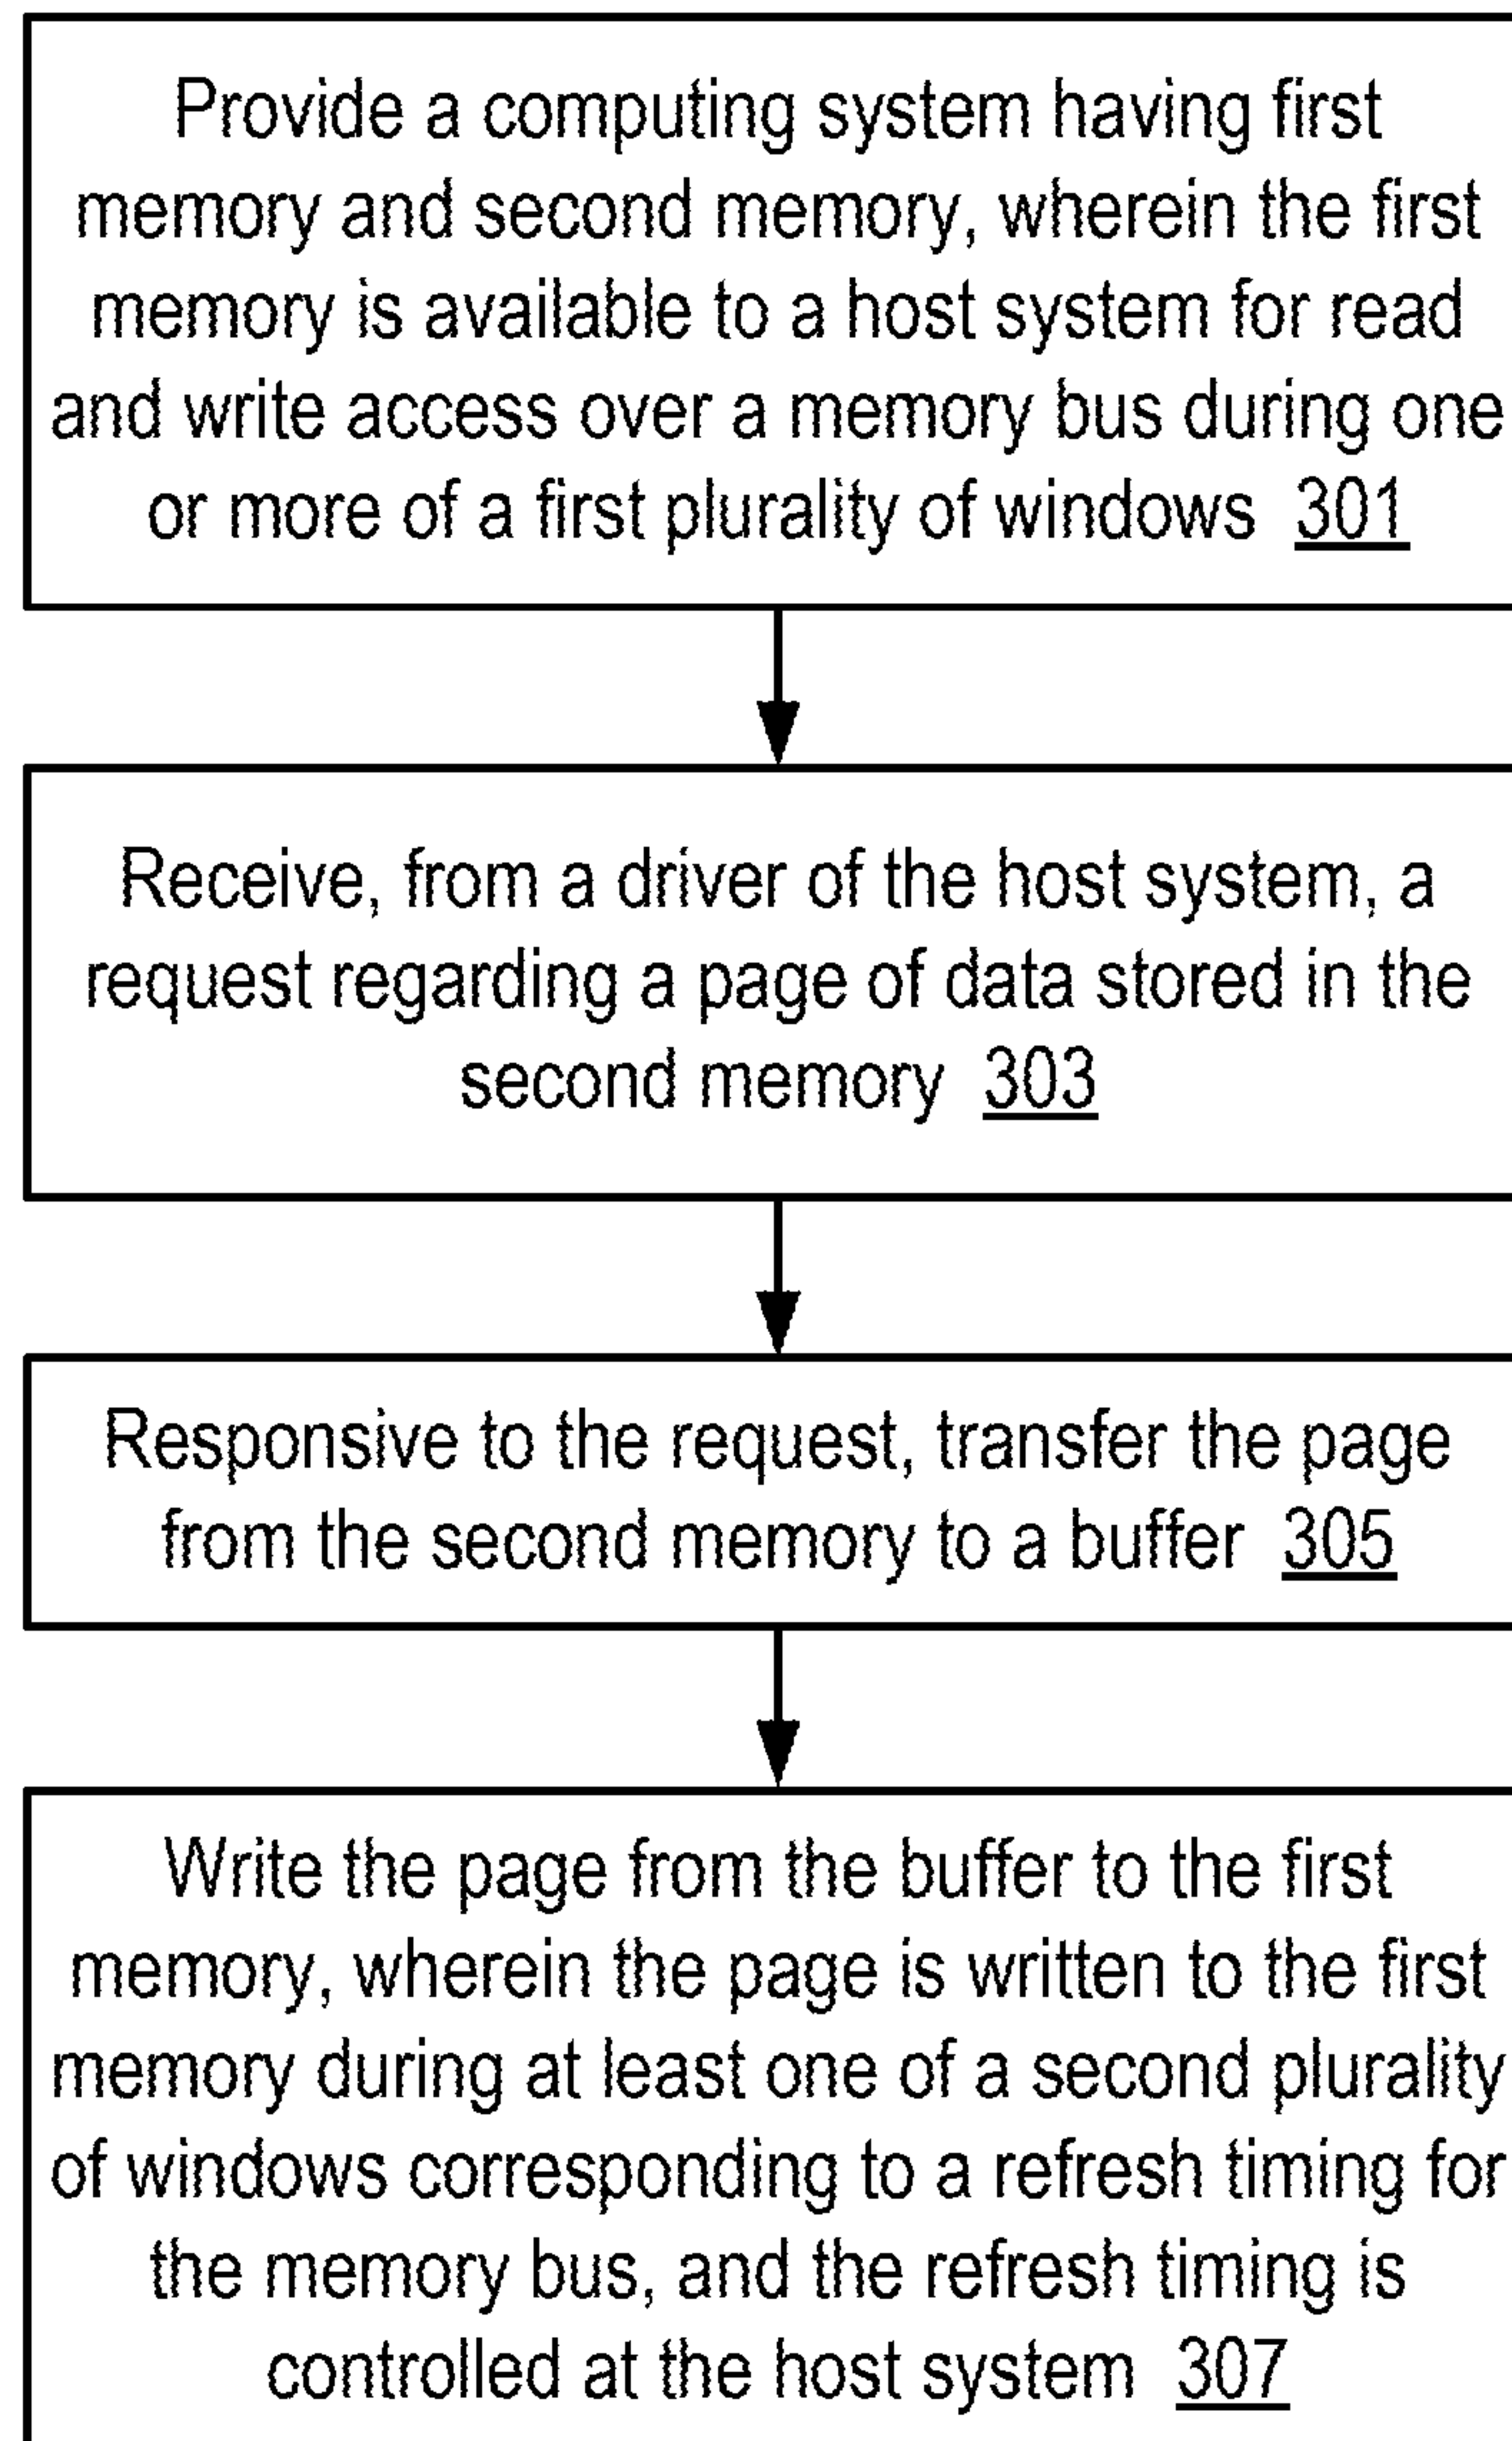 Provide a computing system having first
memory and second memory, wherein the first
memory is available to a host system for read
and write access over a memory bus during one
or more of a first plurality of windows 301
Receive, from a driver of the host system, a
request regarding a page of data stored in the
second memory 303
Responsive to the request, transfer the page
from the second memory to a buffer 305
Write the page from the buffer to the first
memory, wherein the page is written to the first
memory during at least one of a second plurality
of windows corresponding to a refresh timing for
the memory bus, and the refresh timing is
controlled at the host system 307